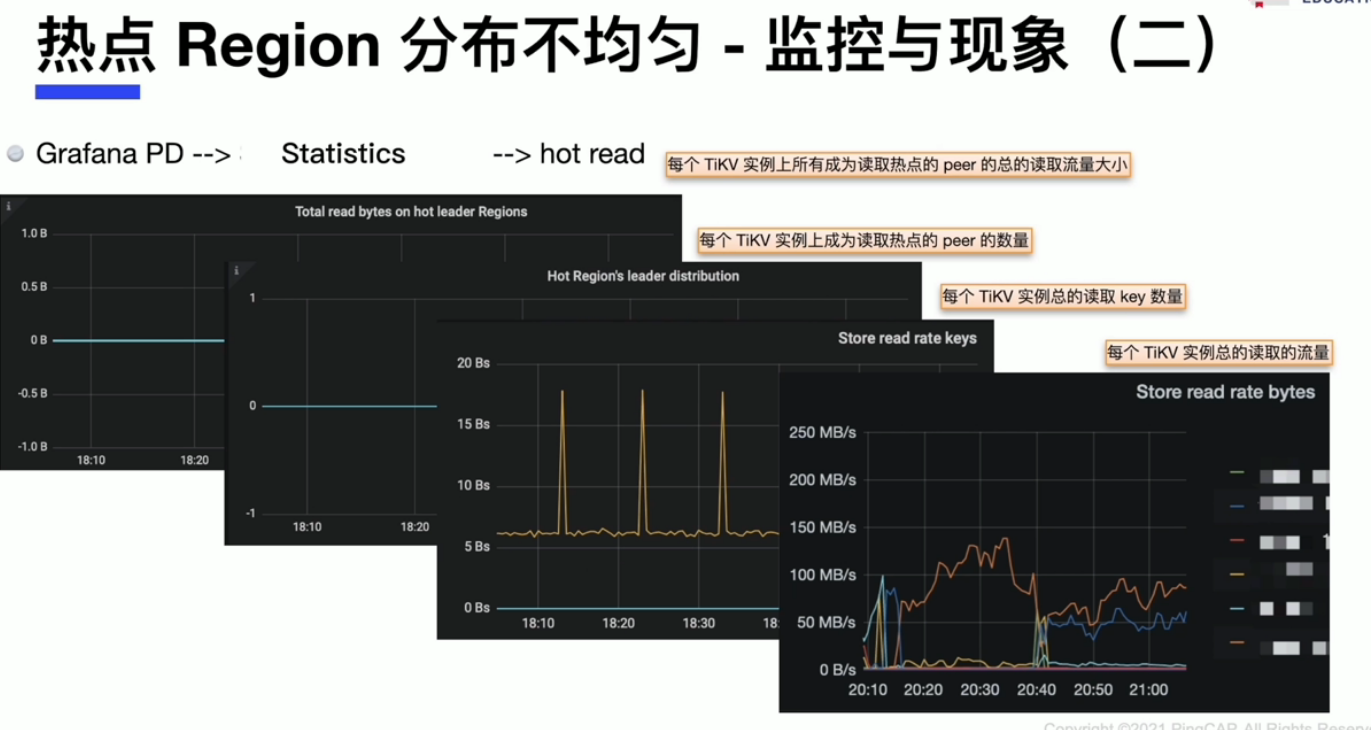 热点 Region 分布不均匀 - 监控与现象（二）
Grafana PD --> Statistics --> hot read
每个 TiKV 实例上所有成为读取热点的 peer 的总的读取流量大小
Total read bytes on hot leader Regions
1.0 B
0.5 B
0 B
-0.5 B
-1.0 B
18:10 18:20
每个 TiKV 实例上成为读取热点的 peer 的数量
Hot Region's leader distribution
1
0
-1
18:10 18:20
每个 TiKV 实例总的读取 key 数量
Store read rate keys
20 Bs
15 Bs
10 Bs
5 Bs
0 Bs
18:10 18:20 18:30 18:
每个 TiKV 实例总的读取的流量
Store read rate bytes
250 MB/s
200 MB/s
150 MB/s
100 MB/s
50 MB/s
0 B/s
20:10 20:20 20:30 20:40 20:50 21:00
Copyright ©2021 PingCAP. All Rights